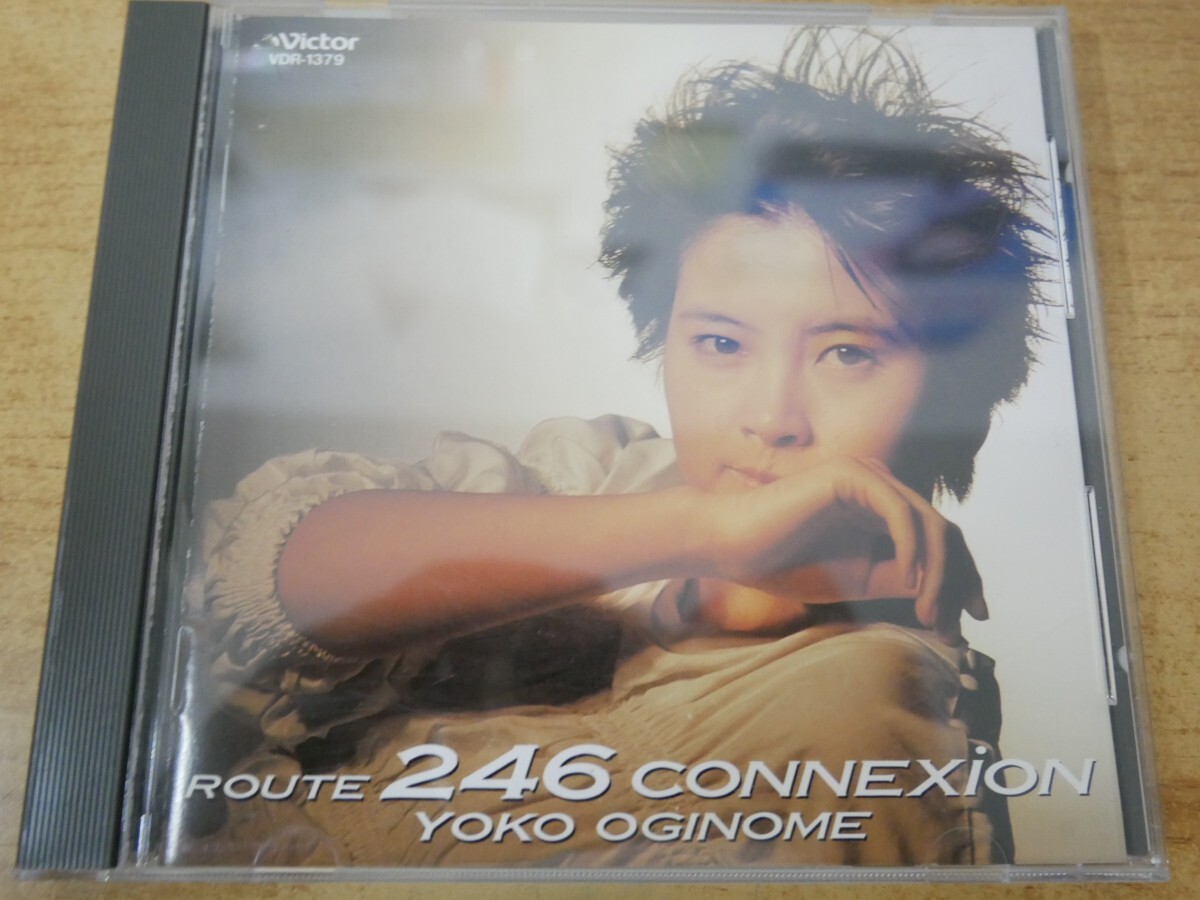 Victor
VDR-1379
ROUTE 246 CONNEXiON
YOKO OGINOME